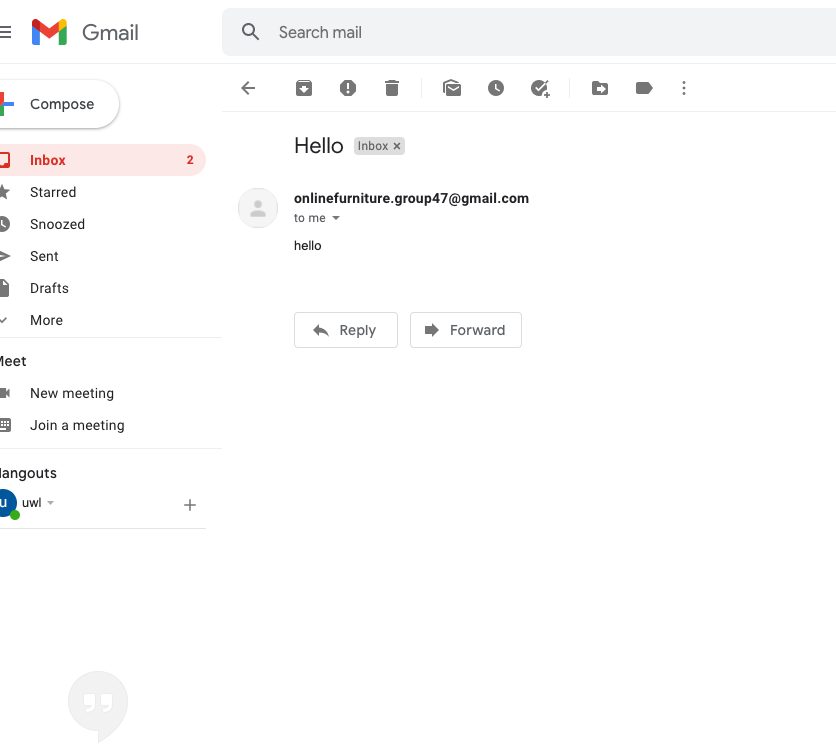 Gmail
Search mail
Compose
Hello Inbox ×
Inbox 2
onlinefurniture.group47@gmail.com
Starred
to me
Snoozed
hello
Sent
Drafts
More
Reply Forward
Meet
New meeting
Join a meeting
Hangouts
u uwl